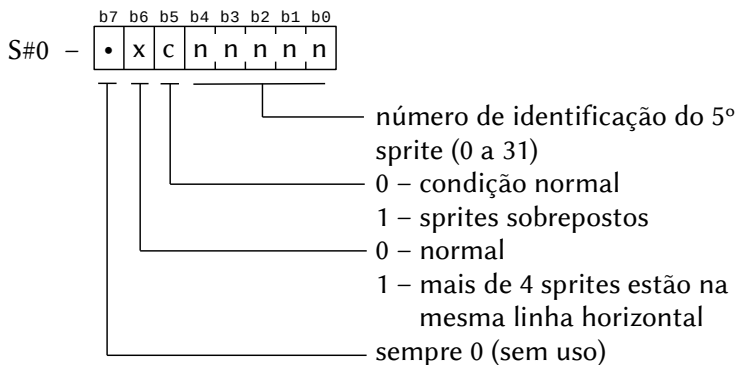 b7 b6 b5 b4 b3 b2 b1 b0
S#0 – • x c n n n n n
número de identificação do 5º
sprite (0 a 31)
0 – condição normal
1 – sprites sobrepostos
0 – normal
1 – mais de 4 sprites estão na
mesma linha horizontal
sempre 0 (sem uso)